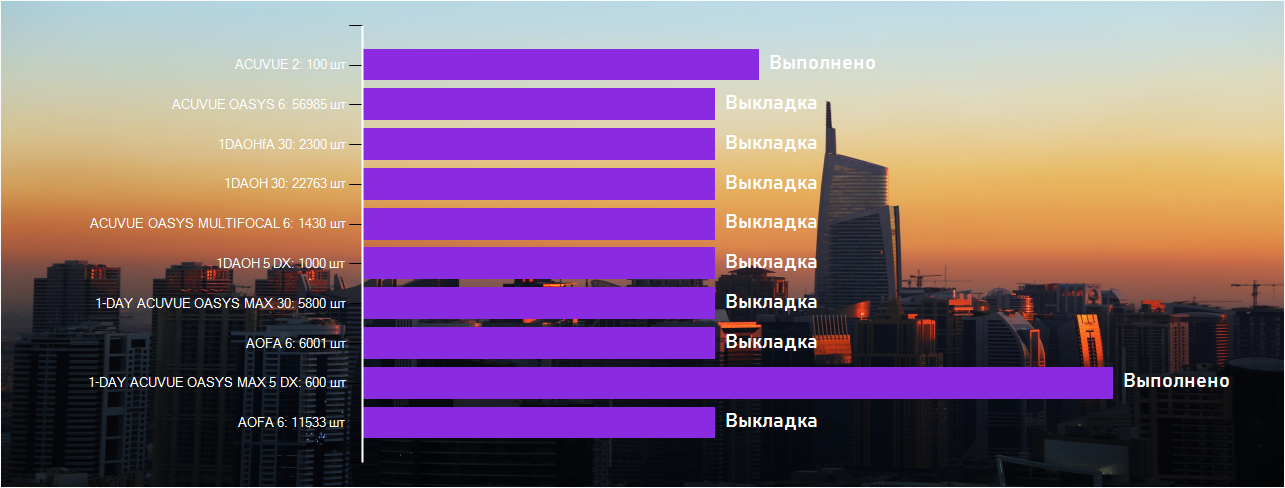 ACUVUE 2: 100 шт Выполнено
ACUVUE OASYS 6: 56985 шт Выкладка
1DAOHfA 30: 2300 шт Выкладка
1DAOH 30: 22763 шт Выкладка
ACUVUE OASYS MULTIFOCAL 6: 1430 шт Выкладка
1DAOH 5 DX: 1000 шт Выкладка
1-DAY ACUVUE OASYS MAX 30: 5800 шт Выкладка
AOFA 6: 6001 шт Выкладка
1-DAY ACUVUE OASYS MAX 5 DX: 600 шт Выполнено
AOFA 6: 11533 шт Выкладка